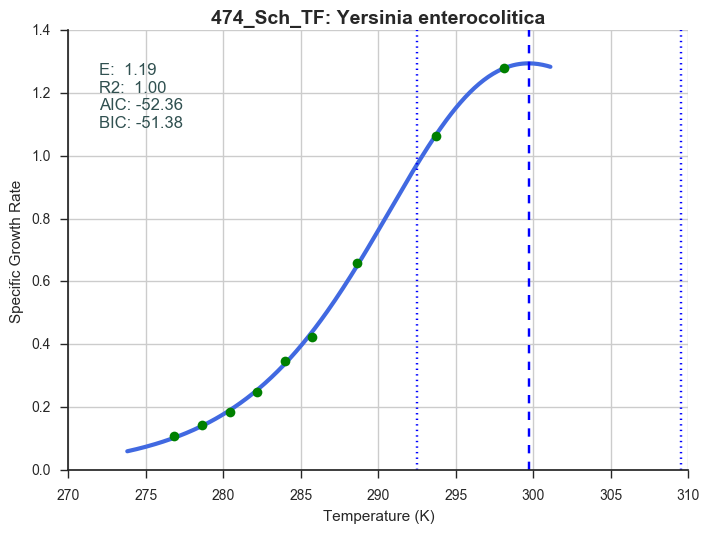 474_Sch_TF: Yersinia enterocolitica
E: 1.19
R2: 1.00
AIC: -52.36
BIC: -51.38
Specific Growth Rate
1.4
1.2
1.0
0.8
0.6
0.4
0.2
0.0
270 275 280 285 290 295 300 305 310
Temperature (K)